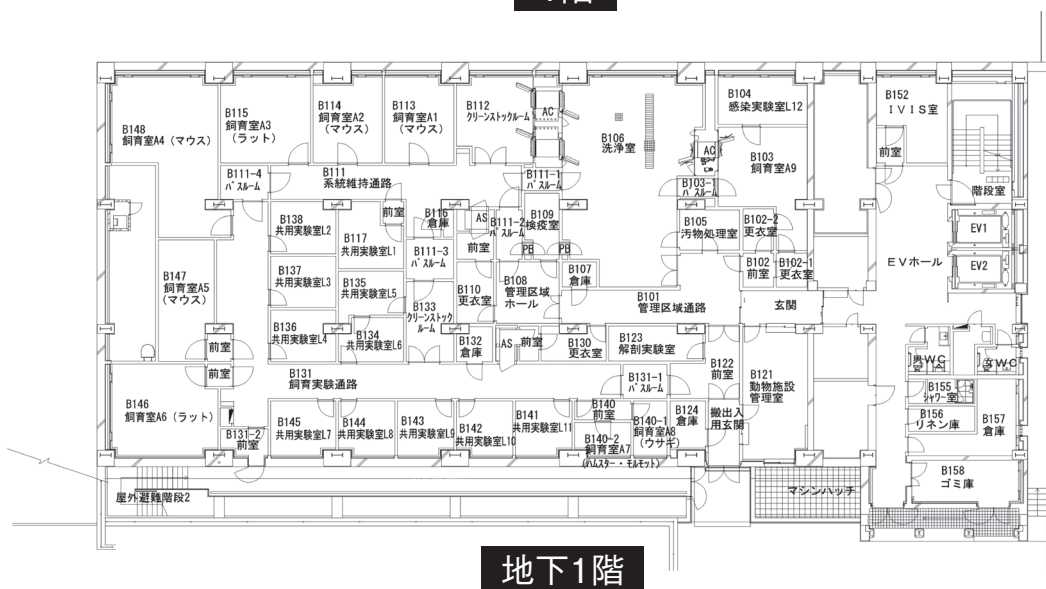 B148
飼育室A4（マウス）
B115
飼育室A3
（ラット）
B114
飼育室A2
（マウス）
B113
飼育室A1
（マウス）
B112
クリーンストックルーム
AC
B106
洗浄室
B104
感染実験室L12
AC
B103
飼育室A9
B152
IVIS室
前室
階段室
B111-4
パスルーム
B111
系統維持通路
B111-1
パスルーム
B103-1
パスルーム
B138
共用実験室L2
B117
共用実験室L1
前室
B116
倉庫
AS
前室
B111-2
パスルーム
B109
検疫室
PB
PB
B105
汚物処理室
B102-2
更衣室
EV1
EV2
EVホール
B111-3
パスルーム
B147
飼育室A5
（マウス）
B137
共用実験室L3
B135
共用実験室L5
B110
更衣室
B108
管理区域
ホール
B107
倉庫
B102
前室
B102-1
更衣室
B101
管理区域通路
玄関
B133
クリーンストック
ルーム
B136
共用実験室L4
B134
共用実験室L6
前室
前室
B132
倉庫
AS
前室
B130
更衣室
B123
解剖実験室
B122
前室
B121
動物施設
管理室
男WC
女WC
B131
飼育実験通路
B131-1
パスルーム
B155
シャワー室
B156
リネン庫
B157
倉庫
B146
飼育室A6（ラット）
B131-2
前室
B145
共用実験室L7
B144
共用実験室L8
B143
共用実験室L9
B142
共用実験室L10
B141
共用実験室L11
B140
前室
B140-2
飼育室A7
（ハムスター・モルモット）
B140-1
飼育室A8
（ウサギ）
B124
倉庫
搬出入
用玄関
B158
ゴミ庫
マシンハッチ
屋外避難階段2
地下1階